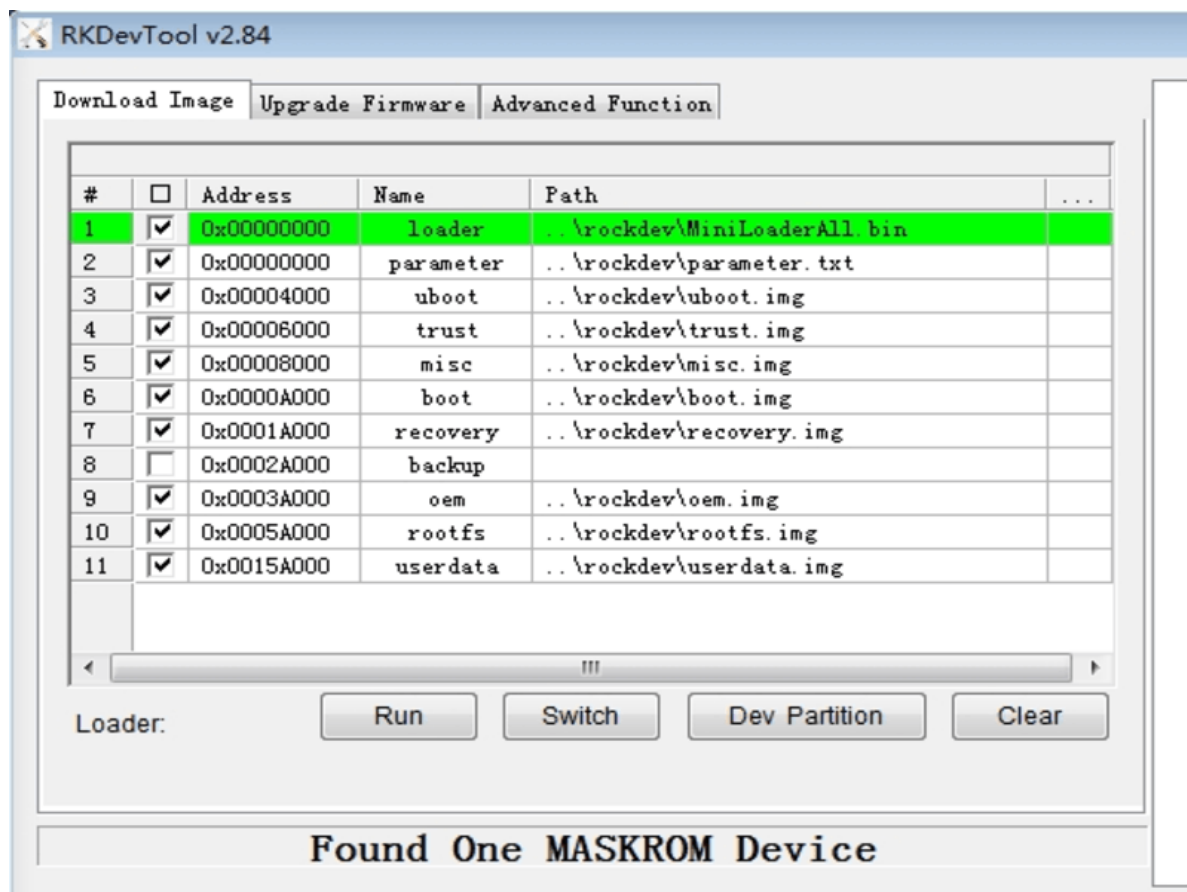 RKDevTool v2.84
Download Image Upgrade Firmware Advanced Function
# Address Name Path ...
1 0x00000000 loader ..\rockdev\MiniLoaderAll.bin
2 0x00000000 parameter ..\rockdev\parameter.txt
3 0x00004000 uboot ..\rockdev\uboot.img
4 0x00006000 trust ..\rockdev\trust.img
5 0x00008000 misc ..\rockdev\misc.img
6 0x0000A000 boot ..\rockdev\boot.img
7 0x0001A000 recovery ..\rockdev\recovery.img
8 0x0002A000 backup
9 0x0003A000 oem ..\rockdev\oem.img
10 0x0005A000 rootfs ..\rockdev\rootfs.img
11 0x0015A000 userdata ..\rockdev\userdata.img
Loader: Run Switch Dev Partition Clear
Found One MASKROM Device